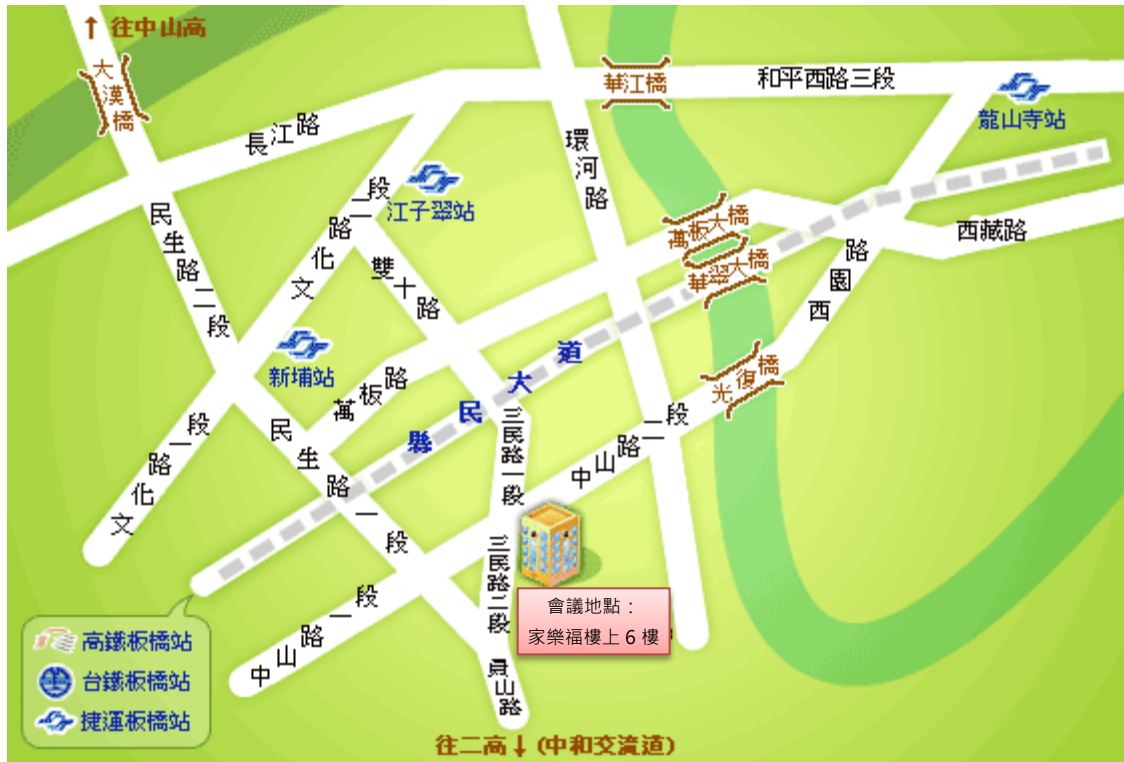 ↑ 往中山高
大漢橋
華江橋
和平西路三段
龍山寺站
長江路
環河路
江子翠站
文化路二段
萬板大橋
華翠大橋
西藏路
西園路
民生路二段
雙十路
新埔站
萬板路
縣民大道
光復橋
文化路一段
民生路一段
三民路一段
中山路二段
三民路二段
會議地點：
家樂福樓上 6 樓
中山路一段
員山路
高鐵板橋站
台鐵板橋站
捷運板橋站
往二高↓(中和交流道)